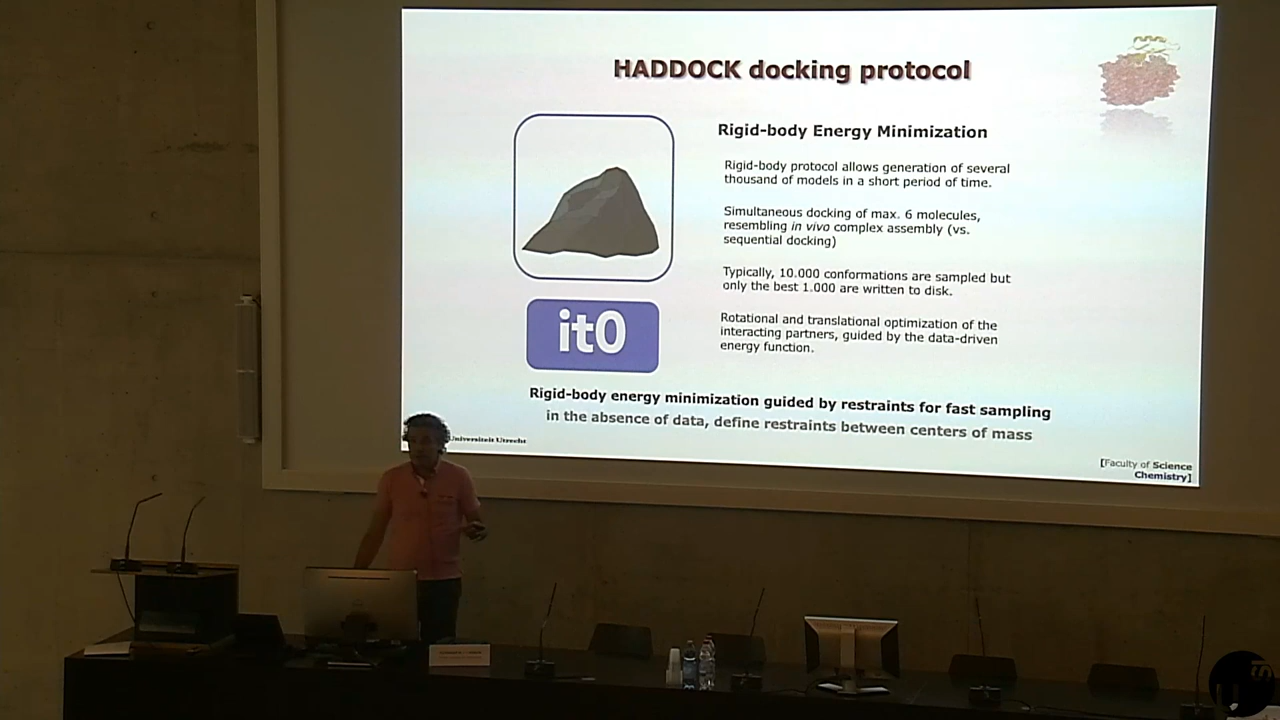 HADDOCK docking protocol
Rigid-body Energy Minimization
Rigid-body protocol allows generation of several
thousand of models in a short period of time.
Simultaneous docking of max. 6 molecules,
resembling in vivo complex assembly (vs.
sequential docking)
Typically, 10.000 conformations are sampled but
only the best 1.000 are written to disk.
Rotational and translational optimization of the
interacting partners, guided by the data-driven
energy function.
it0
Rigid-body energy minimization guided by restraints for fast sampling
in the absence of data, define restraints between centers of mass
Universiteit Utrecht
[Faculty of Science
Chemistry]